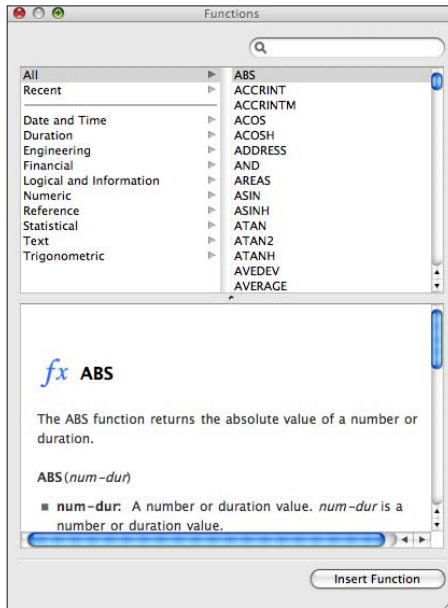 Functions
All
Recent
Date and Time
Duration
Engineering
Financial
Logical and Information
Numeric
Reference
Statistical
Text
Trigonometric
ABS
ACCRINT
ACCRINTM
ACOS
ACOSH
ADDRESS
AND
AREAS
ASIN
ASINH
ATAN
ATAN2
ATANH
AVEDEV
AVERAGE
fx ABS
The ABS function returns the absolute value of a number or
duration.
ABS(num-dur)
■ num-dur: A number or duration value. num-dur is a
number or duration value.
Insert Function